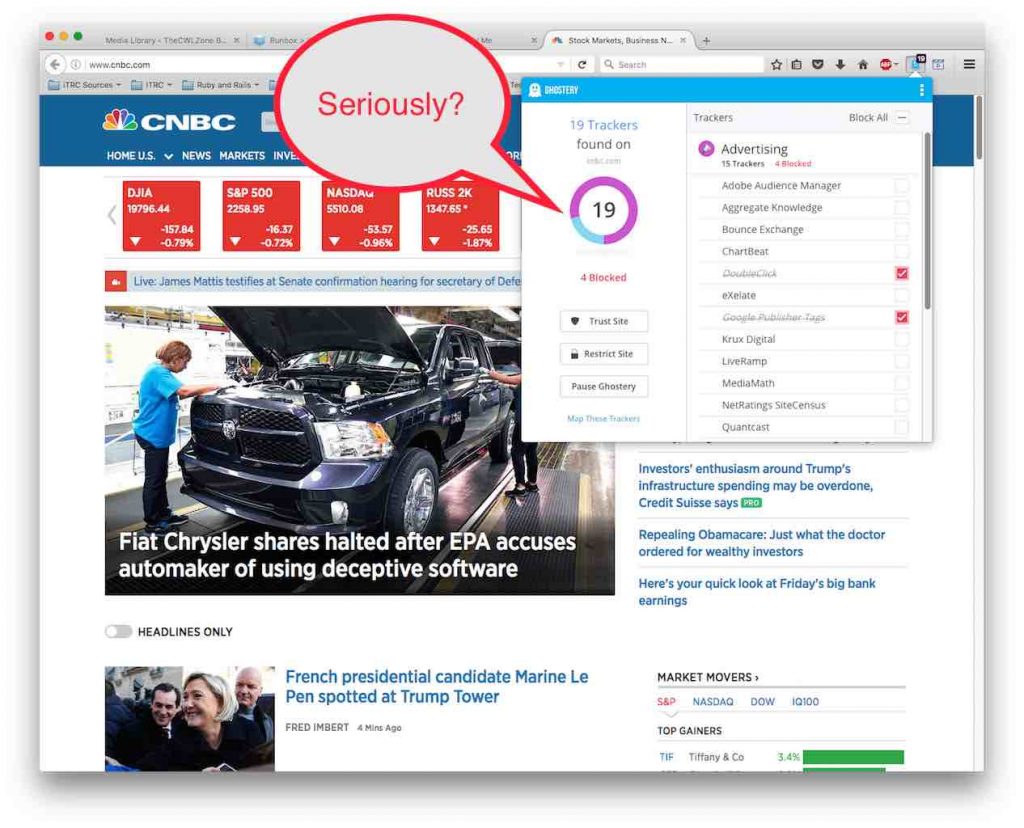 Media Library ‹ TheCWLZone B...
Runbox
Me
Stock Markets, Business N...
www.cnbc.com
Search
19
ITRC Sources
ITRC
Ruby and Rails
Seriously?
GHOSTERY
19 Trackers
found on
cnbc.com
19
4 Blocked
Trust Site
Restrict Site
Pause Ghostery
Map These Trackers
Trackers
Block All
Advertising
15 Trackers 4 Blocked
Adobe Audience Manager
Aggregate Knowledge
Bounce Exchange
ChartBeat
DoubleClick
eXelate
Google Publisher Tags
Krux Digital
LiveRamp
MediaMath
NetRatings SiteCensus
Quantcast
CNBC
HOME U.S. NEWS MARKETS
DJIA
19796.44
-157.84
-0.79%
S&P 500
2258.95
-16.37
-0.72%
NASDAQ
5510.08
-53.57
-0.96%
RUSS 2K
1347.65 *
-25.65
-1.87%
Live: James Mattis testifies at Senate confirmation hearing for secretary of Defe
Fiat Chrysler shares halted after EPA accuses
automaker of using deceptive software
Investors' enthusiasm around Trump's
infrastructure spending may be overdone,
Credit Suisse says PRO
Repealing Obamacare: Just what the doctor
ordered for wealthy investors
Here's your quick look at Friday's big bank
earnings
HEADLINES ONLY
French presidential candidate Marine Le
Pen spotted at Trump Tower
FRED IMBERT 4 Mins Ago
MARKET MOVERS ›
S&P NASDAQ DOW IQ100
TOP GAINERS
TIF Tiffany & Co 3.4%